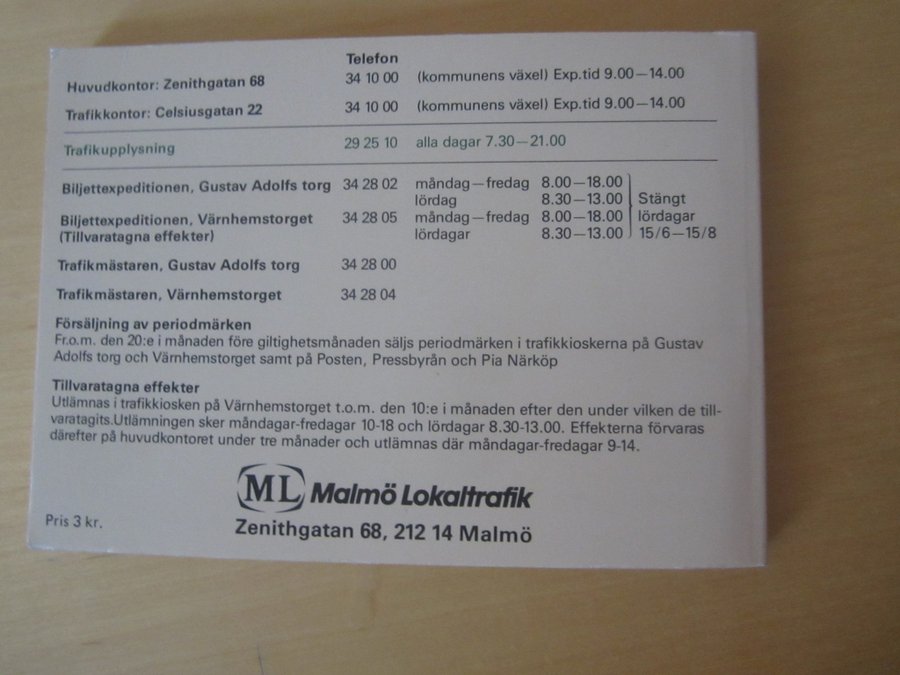 Telefon
Huvudkontor: Zenithgatan 68 34 10 00 (kommunens växel) Exp.tid 9.00—14.00
Trafikkontor: Celsiusgatan 22 34 10 00 (kommunens växel) Exp.tid 9.00—14.00
Trafikupplysning 29 25 10 alla dagar 7.30—21.00
Biljettexpeditionen, Gustav Adolfs torg 34 28 02 måndag—fredag 8.00—18.00
lördag 8.30—13.00 Stängt
Biljettexpeditionen, Värnhemstorget 34 28 05 måndag—fredag 8.00—18.00 lördagar
(Tillvaratagna effekter) lördagar 8.30—13.00 15/6—15/8
Trafikmästaren, Gustav Adolfs torg 34 28 00
Trafikmästaren, Värnhemstorget 34 28 04
Försäljning av periodmärken
Fr.o.m. den 20:e i månaden före giltighetsmånaden säljs periodmärken i trafikkioskerna på Gustav
Adolfs torg och Värnhemstorget samt på Posten, Pressbyrån och Pia Närköp
Tillvaratagna effekter
Utlämnas i trafikkiosken på Värnhemstorget t.o.m. den 10:e i månaden efter den under vilken de till-
varatagits.Utlämningen sker måndagar-fredagar 10-18 och lördagar 8.30-13.00. Effekterna förvaras
därefter på huvudkontoret under tre månader och utlämnas där måndagar-fredagar 9-14.
ML Malmö Lokaltrafik
Pris 3 kr.
Zenithgatan 68, 212 14 Malmö